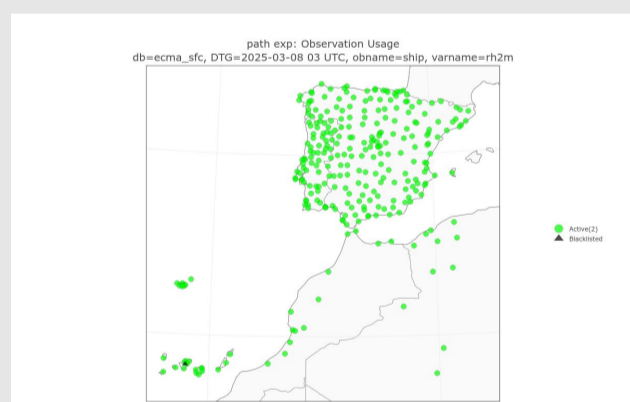 path exp: Observation Usage
db=ecma_sfc, DTG=2025-03-08 03 UTC, obname=ship, varname=rh2m
Active(2)
Blacklisted